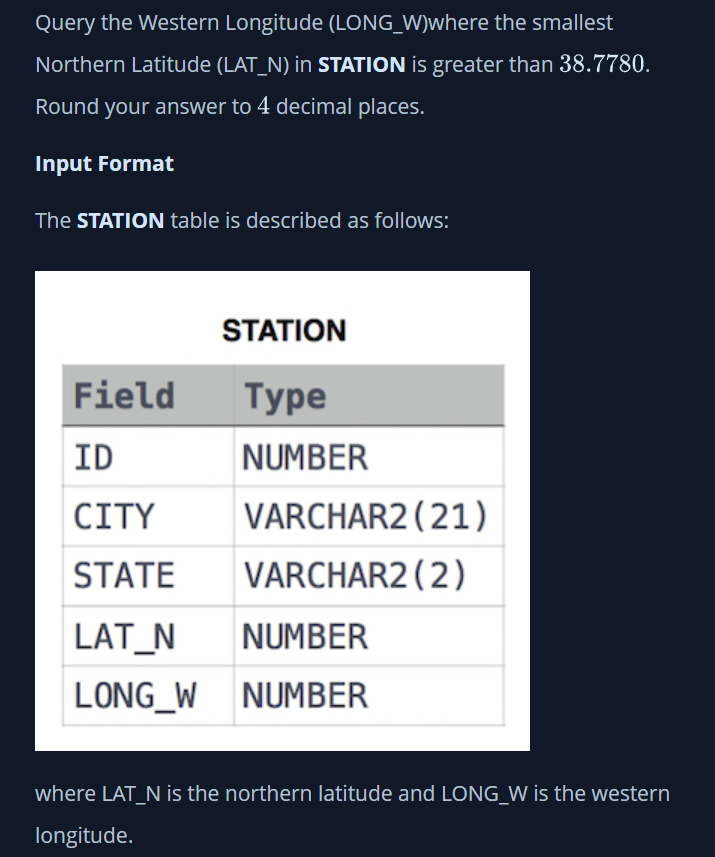 Query the Western Longitude (LONG_W)where the smallest
Northern Latitude (LAT_N) in STATION is greater than 38.7780.
Round your answer to 4 decimal places.
Input Format
The STATION table is described as follows:
STATION
Field Type
ID NUMBER
CITY VARCHAR2(21)
STATE VARCHAR2(2)
LAT_N NUMBER
LONG_W NUMBER
where LAT_N is the northern latitude and LONG_W is the western
longitude.